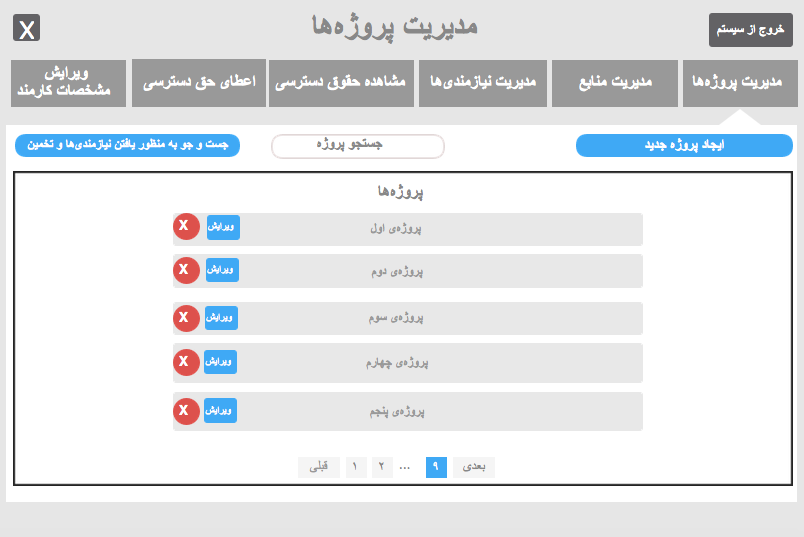 خروج از سیستم
مدیریت پروژه‌ها
X
مدیریت پروژه‌ها
مدیریت منابع
مدیریت نیازمندی‌ها
مشاهده حقوق دسترسی
اعطای حق دسترسی
ویرایش
مشخصات کارمند
ایجاد پروژه جدید
جستجو پروژه
جست و جو به منظور یافتن نیازمندی‌ها و تخمین
پروژه‌ها
پروژه‌ی اول
ویرایش
X
پروژه‌ی دوم
ویرایش
X
پروژه‌ی سوم
ویرایش
X
پروژه‌ی چهارم
ویرایش
X
پروژه‌ی پنجم
ویرایش
X
قبلی ۱ ۲ ... ۹ بعدی